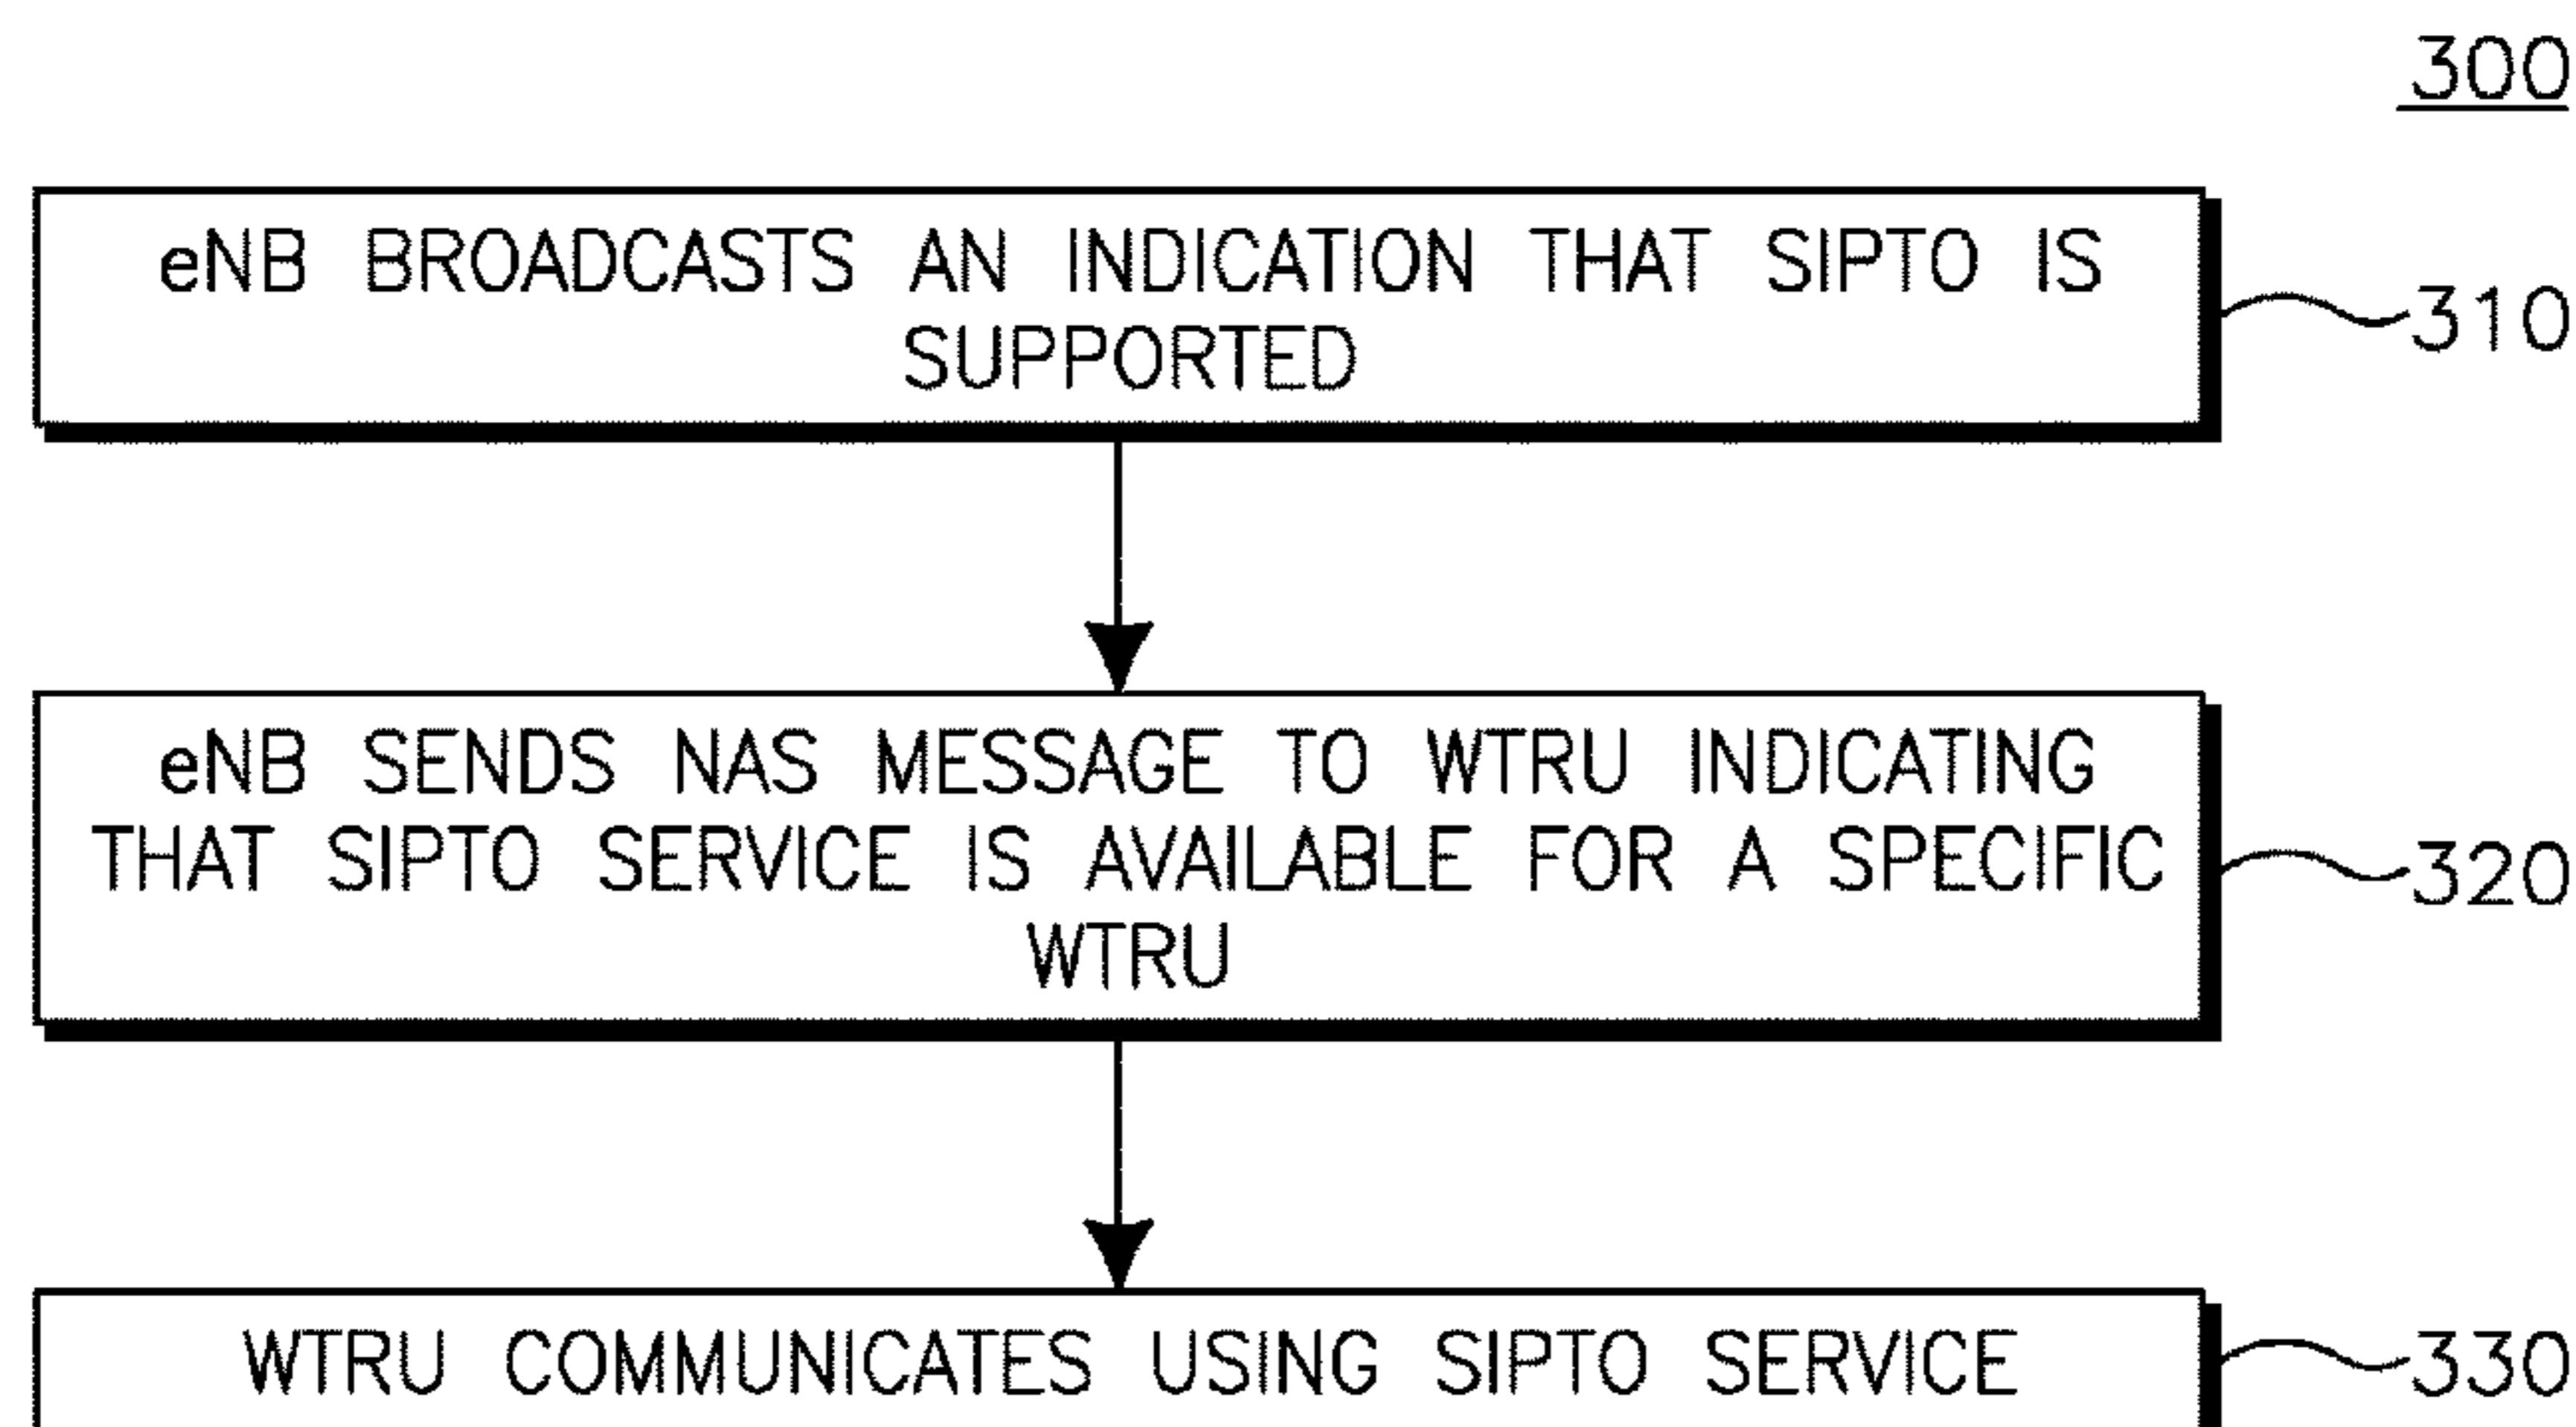 300
eNB BROADCASTS AN INDICATION THAT SIPTO IS
SUPPORTED
310
eNB SENDS NAS MESSAGE TO WTRU INDICATING
THAT SIPTO SERVICE IS AVAILABLE FOR A SPECIFIC
WTRU
320
WTRU COMMUNICATES USING SIPTO SERVICE
330